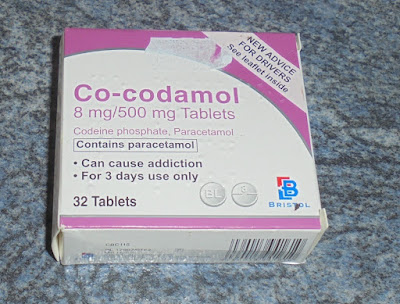 NEW ADVICE
FOR DRIVERS
See leaflet inside
Co-codamol
8 mg/500 mg Tablets
Codeine phosphate, Paracetamol
Contains paracetamol
• Can cause addiction
• For 3 days use only
32 Tablets
BL
B
BRISTOL